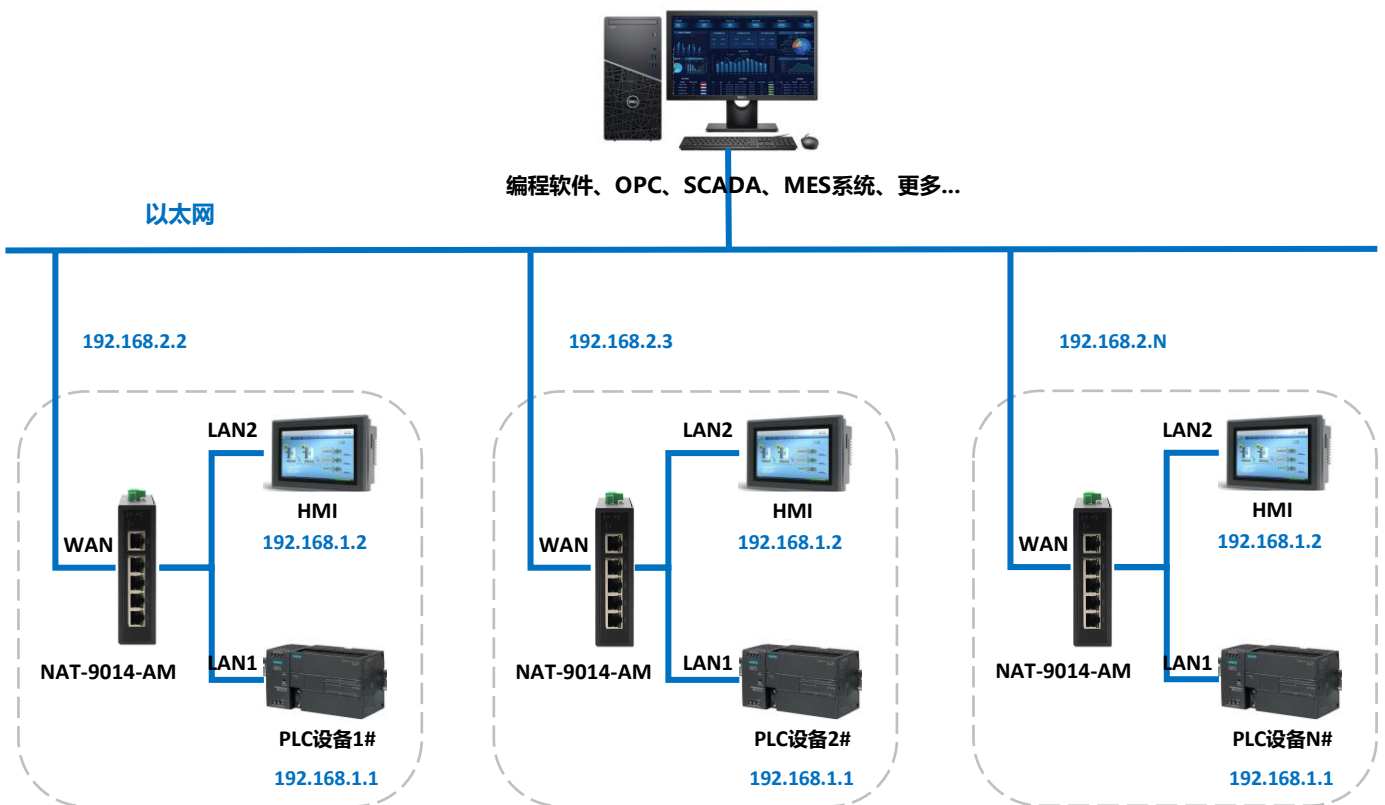 编程软件、OPC、SCADA、MES系统、更多...
以太网
192.168.2.2
192.168.2.3
192.168.2.N
LAN2
HMI
192.168.1.2
WAN
NAT-9014-AM
LAN1
PLC设备1#
192.168.1.1
LAN2
HMI
192.168.1.2
WAN
NAT-9014-AM
LAN1
PLC设备2#
192.168.1.1
LAN2
HMI
192.168.1.2
WAN
NAT-9014-AM
LAN1
PLC设备N#
192.168.1.1